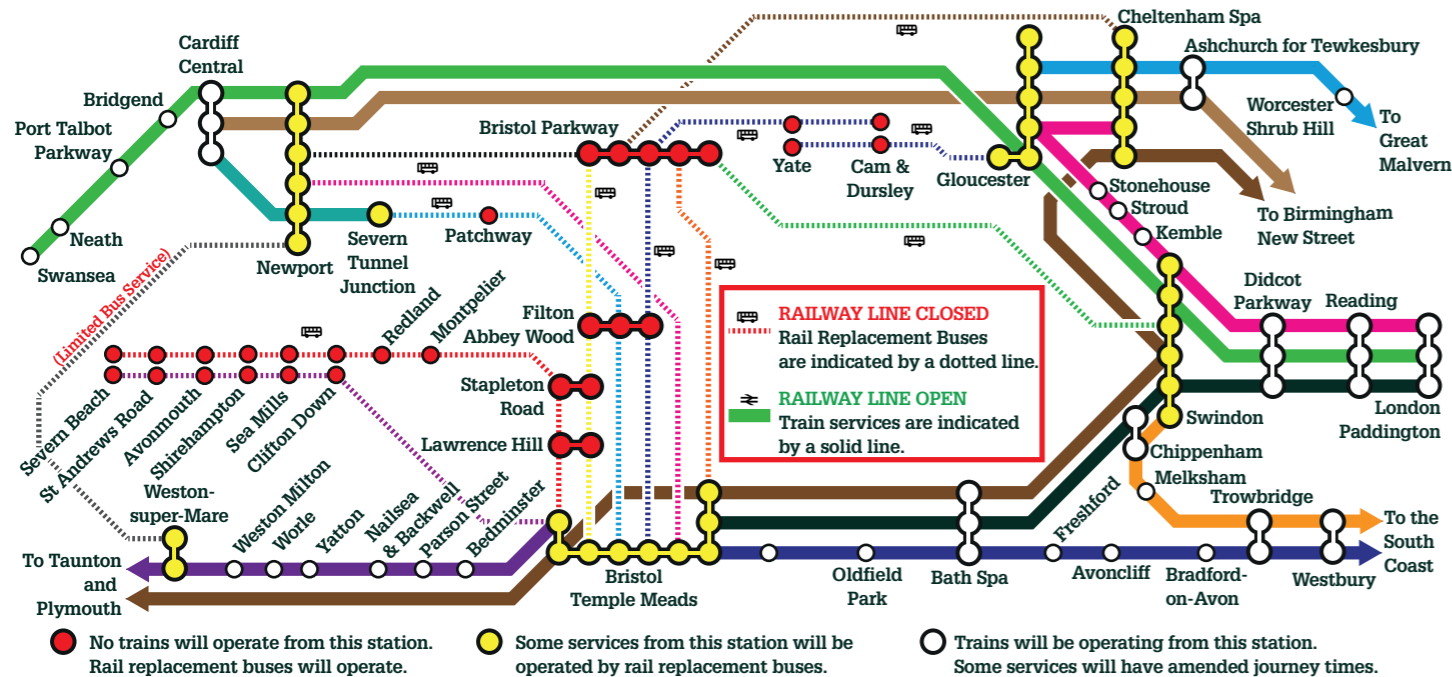 Cheltenham Spa
Cardiff
Central
Ashchurch for Tewkesbury
Bridgend
Worcester
Shrub Hill
To
Great
Malvern
Port Talbot
Parkway
Bristol Parkway
Yate
Cam &
Dursley
Gloucester
Stonehouse
Stroud
Kemble
To Birmingham
New Street
Neath
Swansea
Newport
Severn
Tunnel
Junction
Patchway
(Limited Bus Service)
Redland
Montpelier
Filton
Abbey Wood
Didcot
Parkway
Reading
RAILWAY LINE CLOSED
Rail Replacement Buses
are indicated by a dotted line.
RAILWAY LINE OPEN
Train services are indicated
by a solid line.
Stapleton
Road
Lawrence Hill
Swindon
London
Paddington
Severn Beach
St Andrews Road
Avonmouth
Shirehampton
Sea Mills
Clifton Down
Chippenham
Melksham
Trowbridge
Weston-
super-Mare
Weston Milton
Worle
Yatton
Nailsea
& Backwell
Parson Street
Bedminster
Freshford
To the
South
Coast
To Taunton
and
Plymouth
Bristol
Temple Meads
Oldfield
Park
Bath Spa
Avoncliff
Bradford-
on-Avon
Westbury
No trains will operate from this station.
Rail replacement buses will operate.
Some services from this station will be
operated by rail replacement buses.
Trains will be operating from this station.
Some services will have amended journey times.